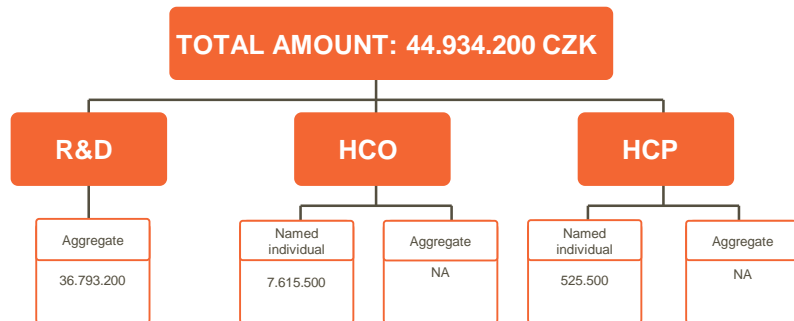 TOTAL AMOUNT: 44.934.200 CZK
R&D
HCO
HCP
Aggregate
36.793.200
Named
individual
7.615.500
Aggregate
NA
Named
individual
525.500
Aggregate
NA